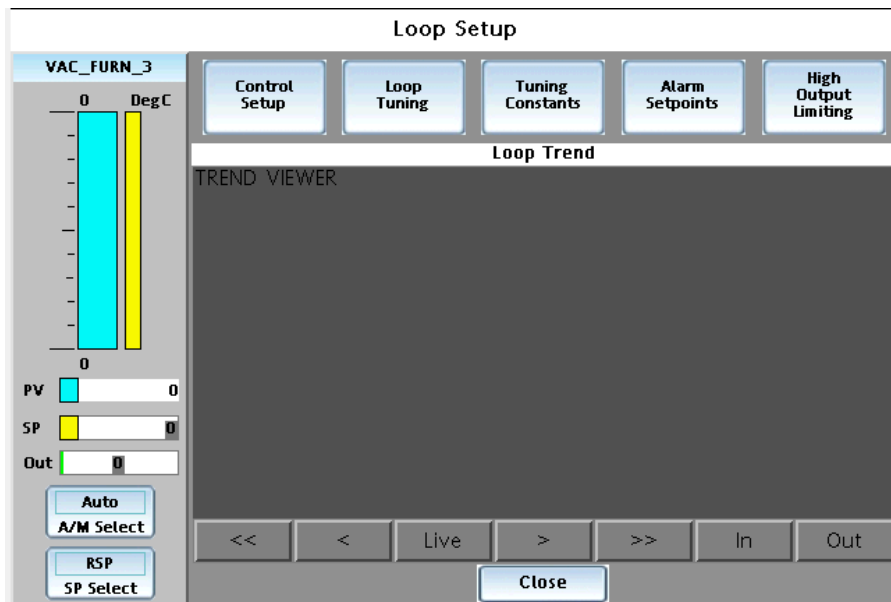 Loop Setup
VAC_FURN_3
0 DegC
0
PV 0
SP 0
Out 0
Auto
A/M Select
RSP
SP Select
Control
Setup
Loop
Tuning
Tuning
Constants
Alarm
Setpoints
High
Output
Limiting
Loop Trend
TREND VIEWER
<< < Live > >> In Out
Close